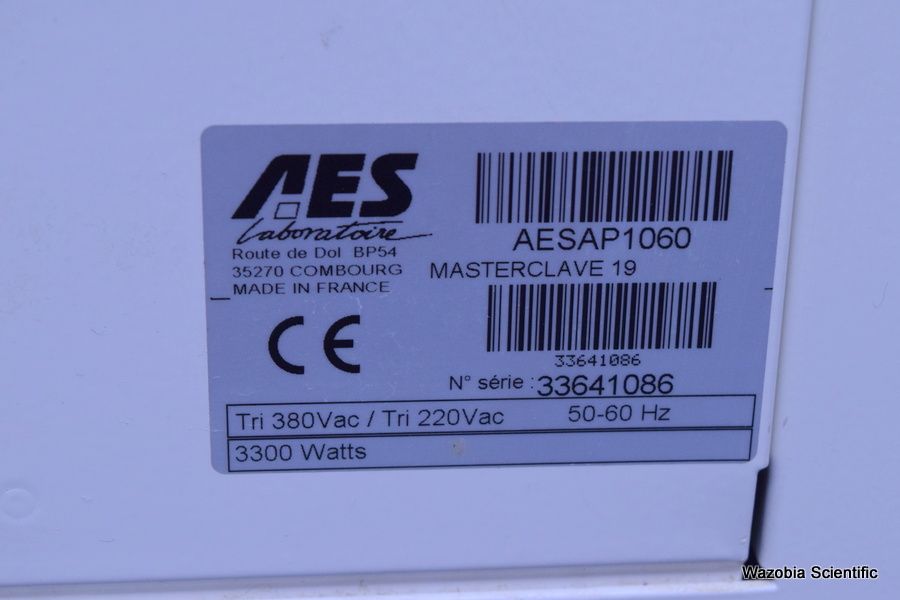 AES
Laboratoire
Route de Dol BP54
35270 COMBOURG
MADE IN FRANCE
CE
AESAP1060
MASTERCLAVE 19
33641086
N° série : 33641086
Tri 380Vac / Tri 220Vac 50-60 Hz
3300 Watts
Wazobia Scientific